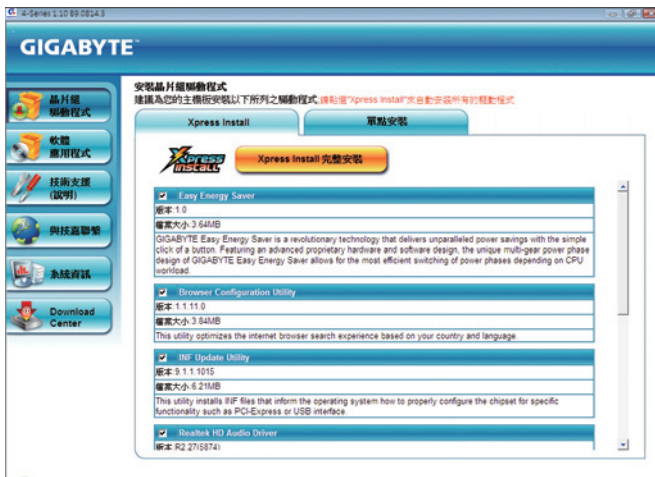 4-Series 1.10 B9.0814.3
GIGABYTE™
晶片組
驅動程式
軟體
應用程式
技術支援
(說明)
與技嘉聯繫
系統資訊
Download
Center
安裝晶片組驅動程式
建議為您的主機板安裝以下所列之驅動程式;請點選"Xpress Install"來自動安裝所有的驅動程式
Xpress Install
單點安裝
Xpress
INSTALL
Xpress Install 完整安裝
Easy Energy Saver
版本:1.0
檔案大小:3.64MB
GIGABYTE Easy Energy Saver is a revolutionary technology that delivers unparalleled power savings with the simple
click of a button. Featuring an advanced proprietary hardware and software design, the unique multi-gear power phase
design of GIGABYTE Easy Energy Saver allows for the most efficient switching of power phases depending on CPU
workload.
Browser Configuration Utility
版本:1.1.11.0
檔案大小:3.84MB
This utility optimizes the internet browser search experience based on your country and language.
INF Update Utility
版本:9.1.1.1015
檔案大小:6.21MB
This utility installs INF files that inform the operating system how to properly configure the chipset for specific
functionality such as PCI-Express or USB interface.
Realtek HD Audio Driver
版本:R2.27(5874)